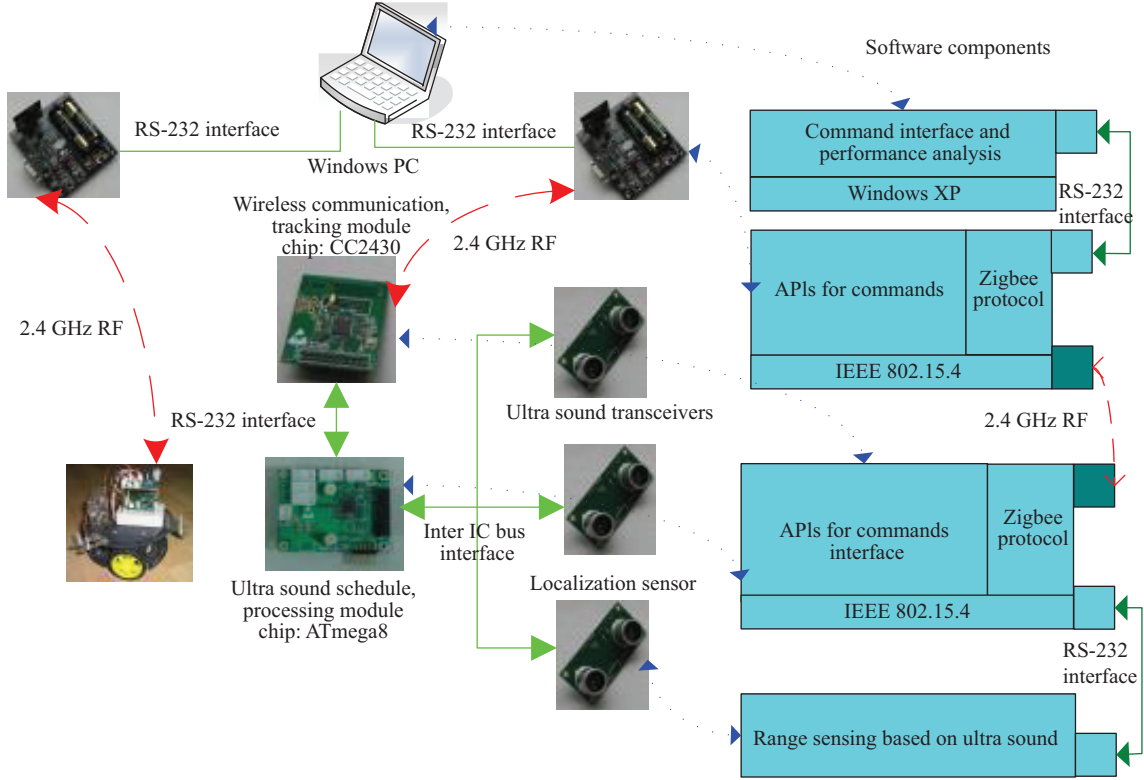 Software components
RS-232 interface
RS-232 interface
Windows PC
Command interface and
performance analysis
Windows XP
RS-232
interface
Wireless communication,
tracking module
chip: CC2430
2.4 GHz RF
APIs for commands
Zigbee
protocol
IEEE 802.15.4
2.4 GHz RF
Ultra sound transceivers
RS-232 interface
2.4 GHz RF
Inter IC bus
interface
APIs for commands
interface
Zigbee
protocol
IEEE 802.15.4
Localization sensor
Ultra sound schedule,
processing module
chip: ATmega8
RS-232
interface
Range sensing based on ultra sound